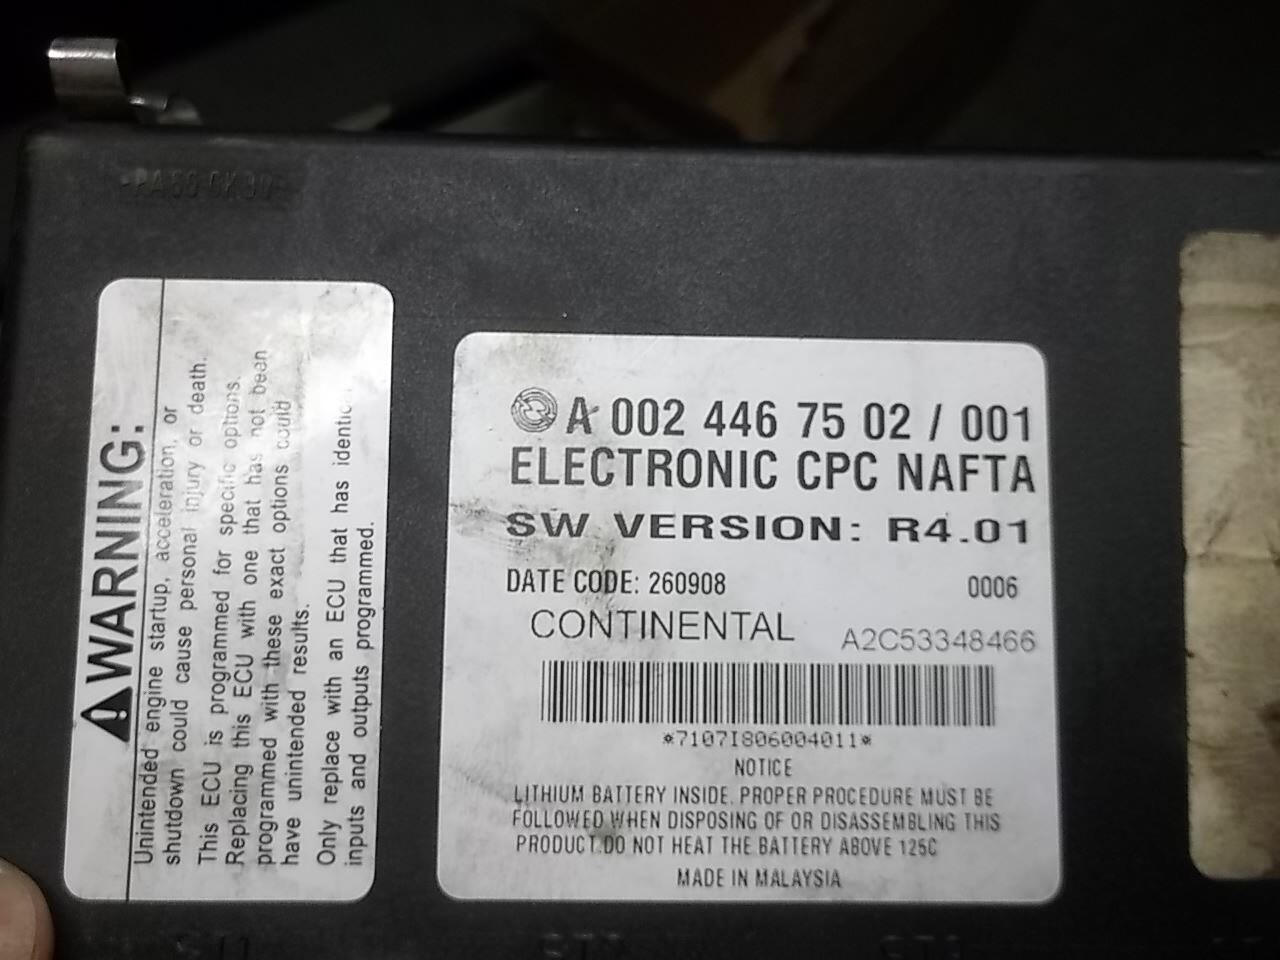 WARNING:
Unintended engine startup, acceleration, or
shutdown could cause personal injury or death.
This ECU is programmed for specific options.
Replacing this ECU with one that has not been
programmed with these exact options could
have unintended results.
Only replace with an ECU that has
inputs and outputs programmed.
A 002 446 75 02 / 001
ELECTRONIC CPC NAFTA
SW VERSION: R4.01
DATE CODE: 260908 0006
CONTINENTAL A2C53348466
*7107I806004011*
NOTICE
LITHIUM BATTERY INSIDE. PROPER PROCEDURE MUST BE
FOLLOWED WHEN DISPOSING OF OR DISASSEMBLING THIS
PRODUCT.DO NOT HEAT THE BATTERY ABOVE 125C
MADE IN MALAYSIA